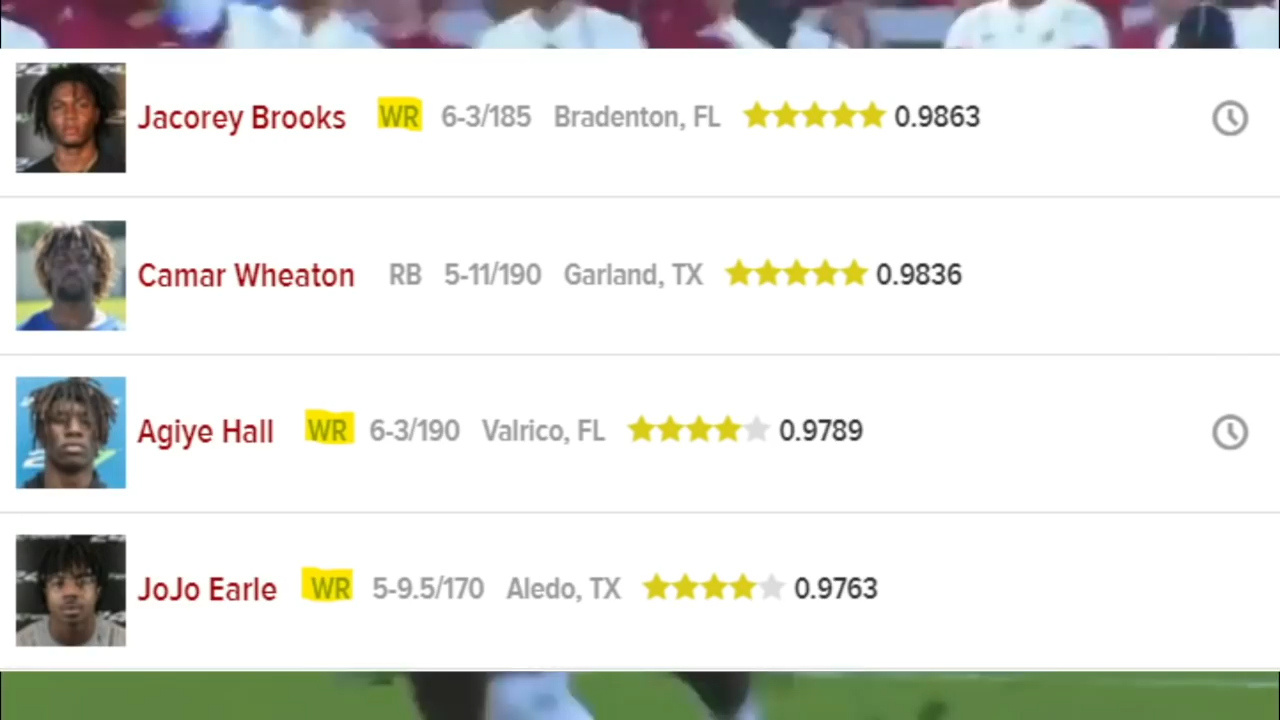 Jacorey Brooks WR 6-3/185 Bradenton, FL 0.9863
Camar Wheaton RB 5-11/190 Garland, TX 0.9836
Agiye Hall WR 6-3/190 Valrico, FL 0.9789
JoJo Earle WR 5-9.5/170 Aledo, TX 0.9763